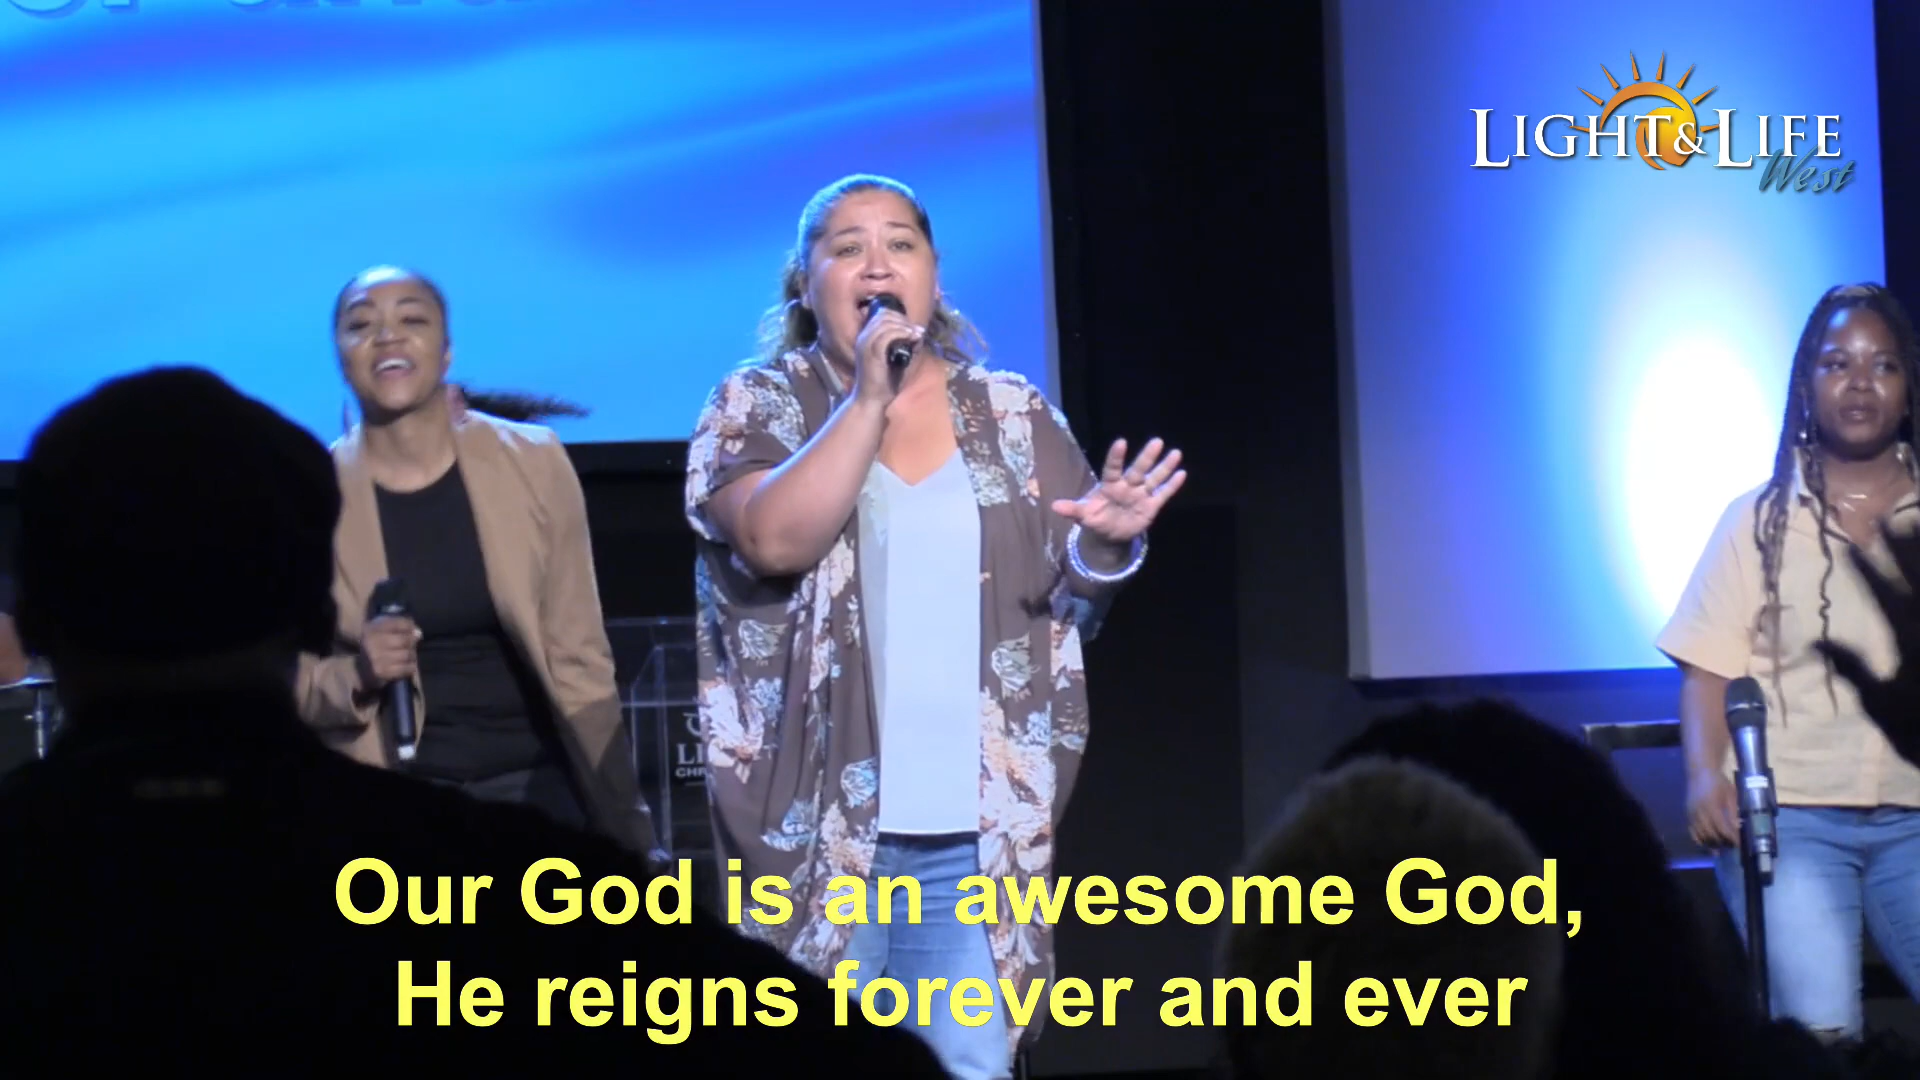 LIGHT & LIFE
West
Our God is an awesome God,
He reigns forever and ever